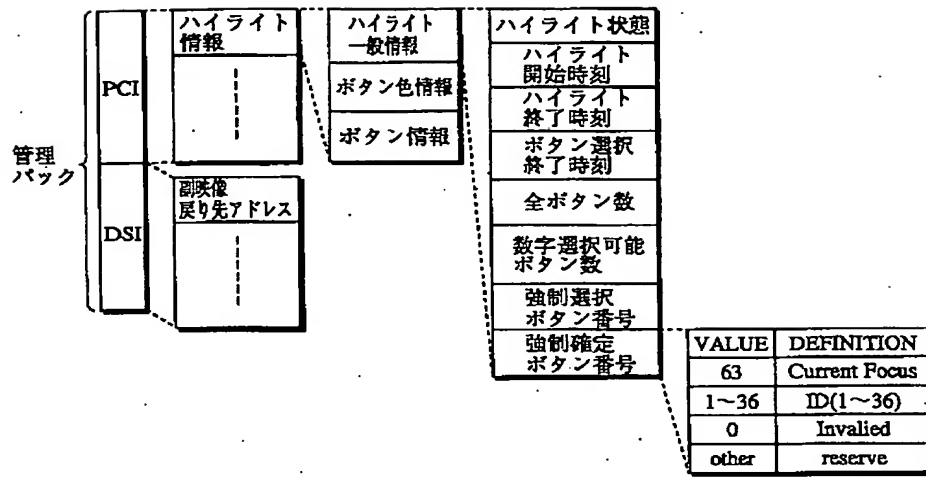 管理
パック
PCI
DSI
ハイライト
情報
副映像
戻り先アドレス
ハイライト
一般情報
ボタン色情報
ボタン情報
ハイライト状態
ハイライト
開始時刻
ハイライト
終了時刻
ボタン選択
終了時刻
全ボタン数
数字選択可能
ボタン数
強制選択
ボタン番号
強制確定
ボタン番号
VALUE DEFINITION
63 Current Focus
1〜36 ID(1〜36)
0 Invalied
other reserve